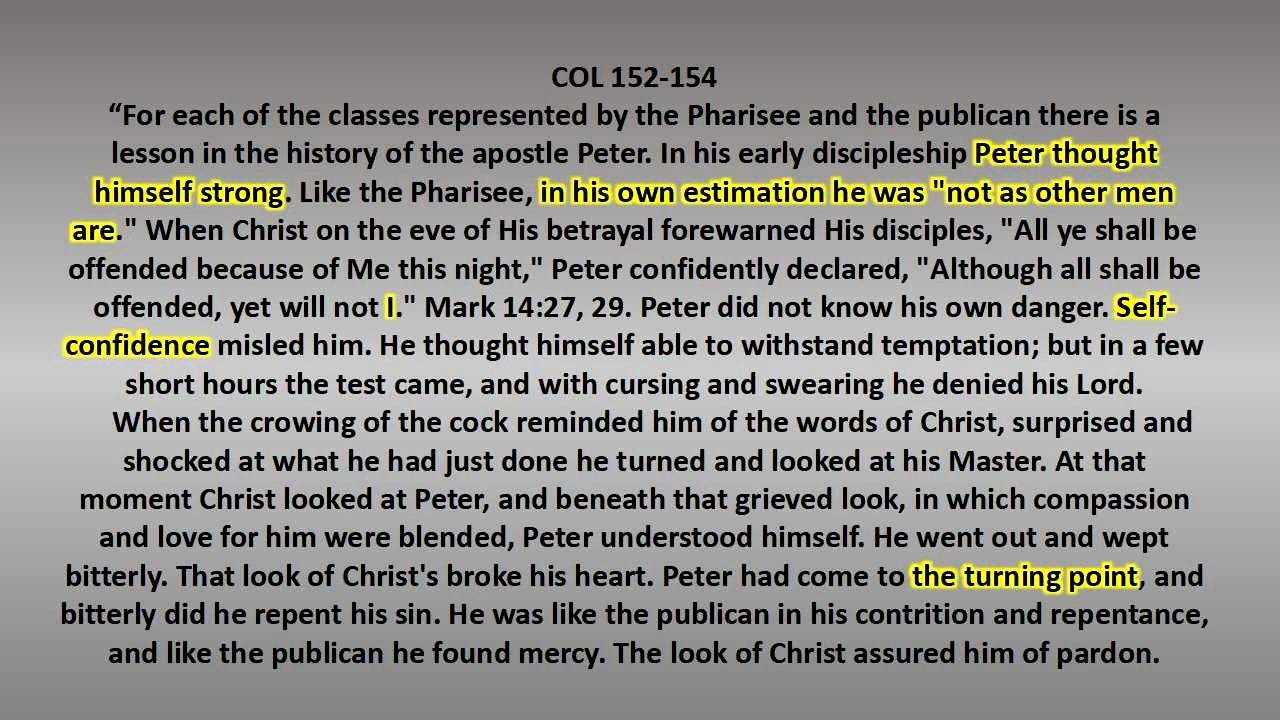 COL 152-154
“For each of the classes represented by the Pharisee and the publican there is a
lesson in the history of the apostle Peter. In his early discipleship Peter thought
himself strong. Like the Pharisee, in his own estimation he was "not as other men
are." When Christ on the eve of His betrayal forewarned His disciples, "All ye shall be
offended because of Me this night," Peter confidently declared, "Although all shall be
offended, yet will not I." Mark 14:27, 29. Peter did not know his own danger. Self-
confidence misled him. He thought himself able to withstand temptation; but in a few
short hours the test came, and with cursing and swearing he denied his Lord.
When the crowing of the cock reminded him of the words of Christ, surprised and
shocked at what he had just done he turned and looked at his Master. At that
moment Christ looked at Peter, and beneath that grieved look, in which compassion
and love for him were blended, Peter understood himself. He went out and wept
bitterly. That look of Christ's broke his heart. Peter had come to the turning point, and
bitterly did he repent his sin. He was like the publican in his contrition and repentance,
and like the publican he found mercy. The look of Christ assured him of pardon.